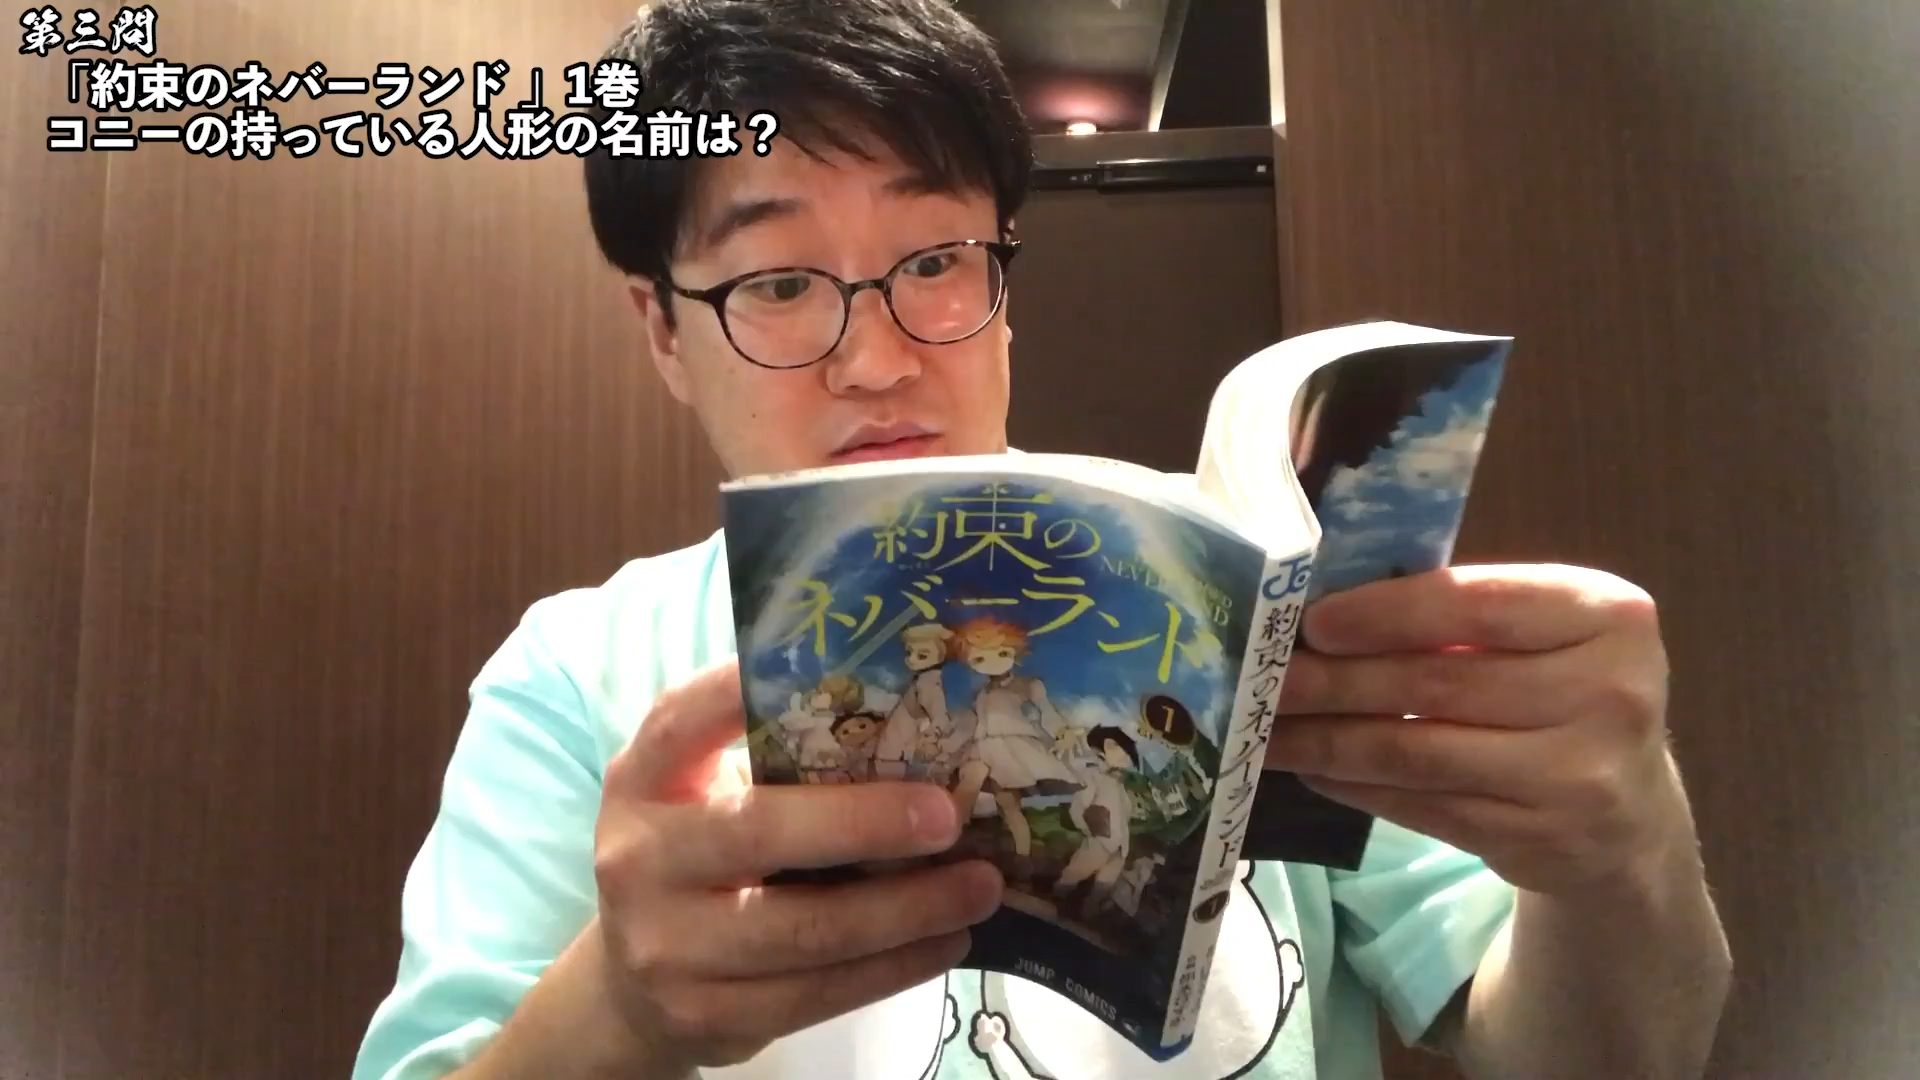 第三問
「約束のネバーランド」1巻
コニーの持っている人形の名前は？
約束の
ネバーランド
1
JUMP COMICS
約束のネバーランド
1